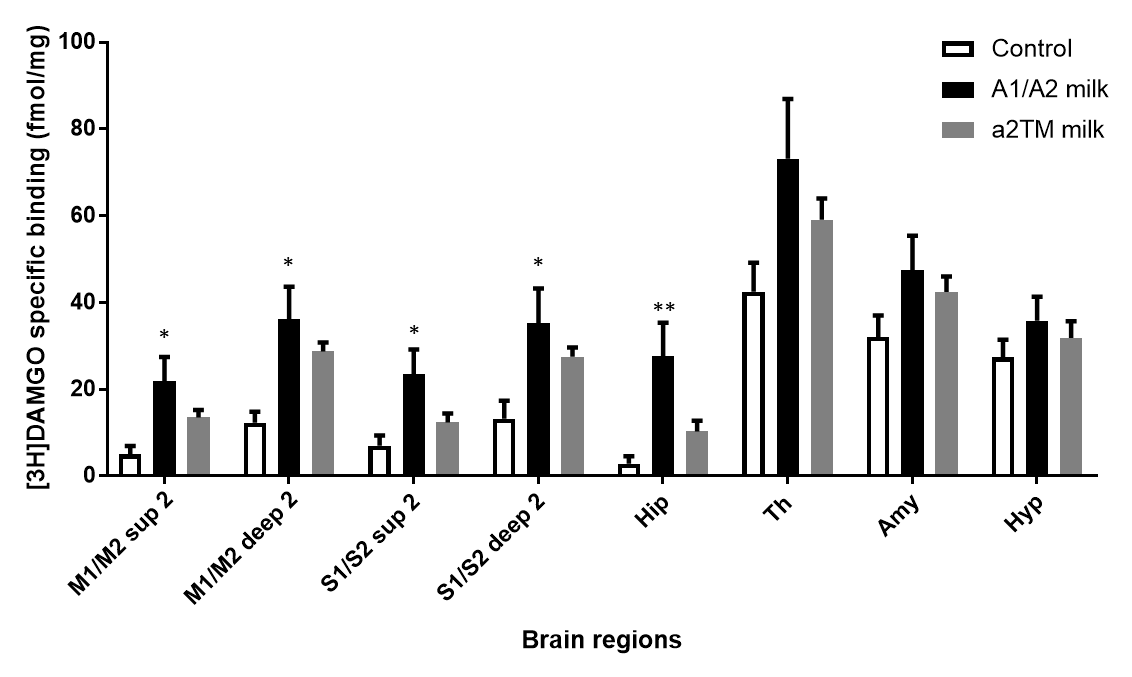 [3H]DAMGO specific binding (fmol/mg)
100
80
60
40
20
0
Control
A1/A2 milk
a2TM milk
*
*
*
*
**
M1/M2 sup 2
M1/M2 deep 2
S1/S2 sup 2
S1/S2 deep 2
Hip
Th
Amy
Hyp
Brain regions